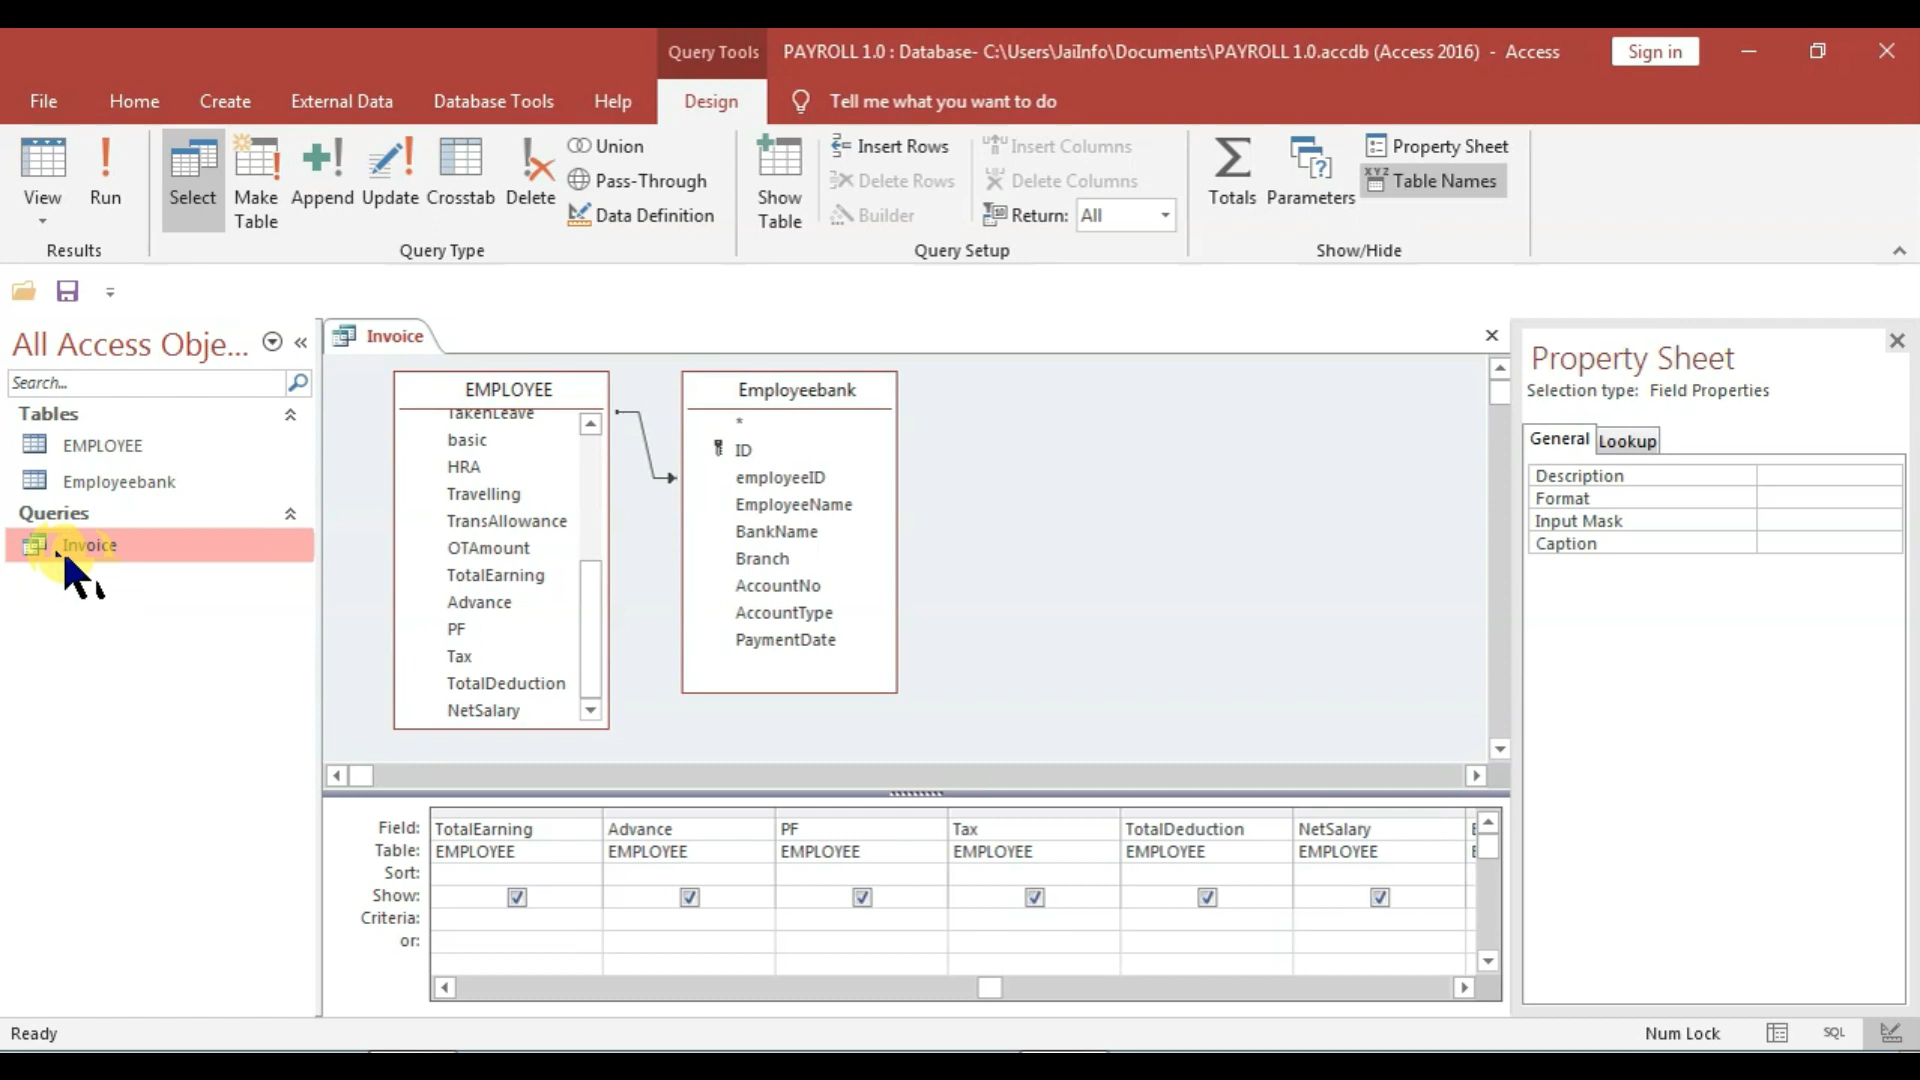 Query Tools
PAYROLL 1.0 : Database- C:\Users\JaiInfo\Documents\PAYROLL 1.0.accdb (Access 2016) - Access
Sign in
File
Home
Create
External Data
Database Tools
Help
Design
Tell me what you want to do
View
Run
Results
Select
Make Table
Append
Update
Crosstab
Delete
Union
Pass-Through
Data Definition
Query Type
Show Table
Insert Rows
Delete Rows
Builder
Insert Columns
Delete Columns
Return: All
Query Setup
Totals
Parameters
Property Sheet
XYZ Table Names
Show/Hide
All Access Obje...
Search...
Tables
EMPLOYEE
Employeebank
Queries
Invoice
Invoice
EMPLOYEE
TakenLeave
basic
HRA
Travelling
TransAllowance
OTAmount
TotalEarning
Advance
PF
Tax
TotalDeduction
NetSalary
Employeebank
*
ID
employeeID
EmployeeName
BankName
Branch
AccountNo
AccountType
PaymentDate
Field: TotalEarning Advance PF Tax TotalDeduction NetSalary
Table: EMPLOYEE EMPLOYEE EMPLOYEE EMPLOYEE EMPLOYEE EMPLOYEE
Sort:
Show:
Criteria:
or:
Property Sheet
Selection type: Field Properties
General
Lookup
Description
Format
Input Mask
Caption
Ready
Num Lock
SQL